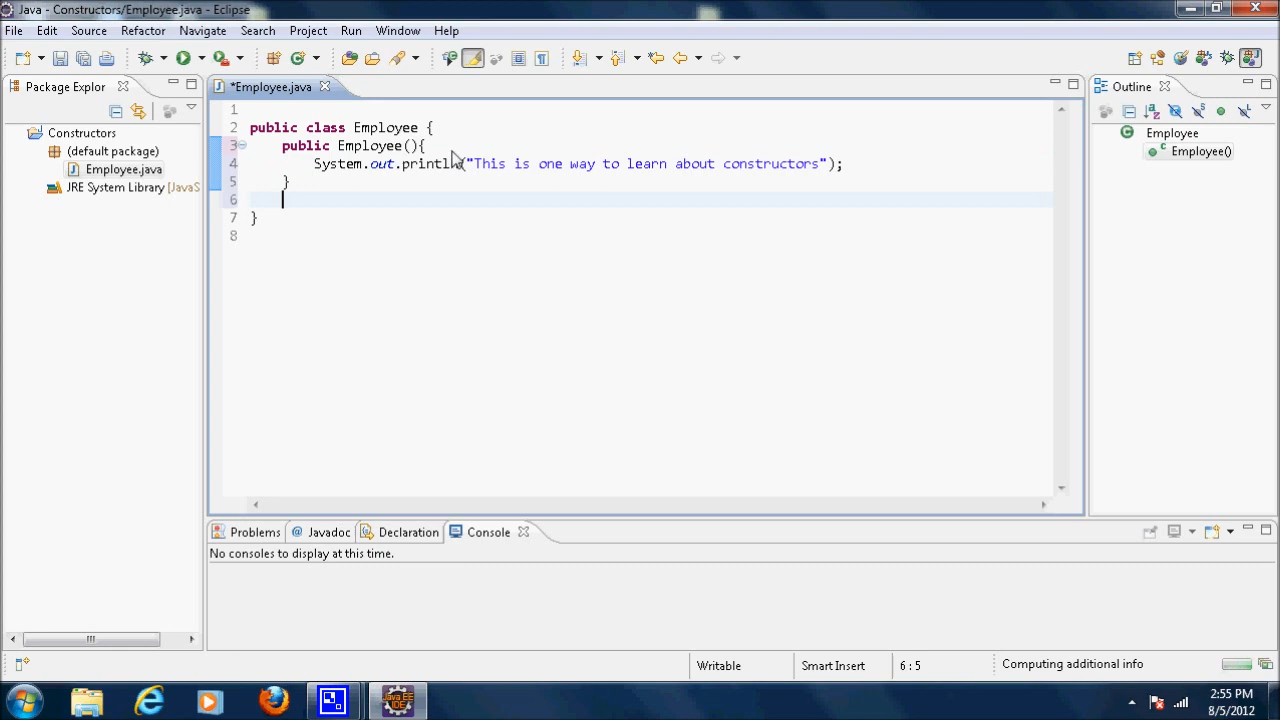 Java - Constructors/Employee.java - Eclipse
File Edit Source Refactor Navigate Search Project Run Window Help
Package Explor
*Employee.java
Outline
Constructors
(default package)
Employee.java
JRE System Library [JavaS
1
2 public class Employee {
3 public Employee(){
4 System.out.println("This is one way to learn about constructors");
5 }
6
7 }
8
Employee
Employee()
Problems @ Javadoc Declaration Console
No consoles to display at this time.
Writable Smart Insert 6 : 5 Computing additional info
Java EE
IDE
2:55 PM
8/5/2012